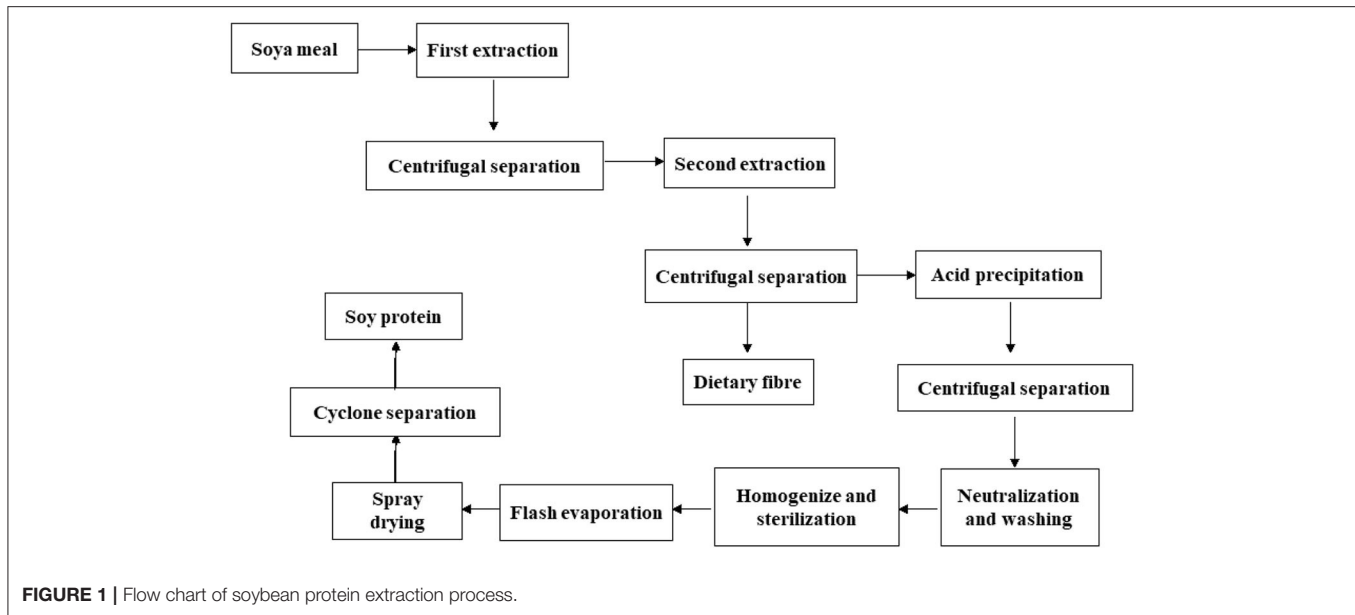 Soya meal
First extraction
Centrifugal separation
Second extraction
Centrifugal separation
Acid precipitation
Soy protein
Dietary fibre
Centrifugal separation
Cyclone separation
Spray
drying
Flash evaporation
Homogenize and
sterilization
Neutralization
and washing
FIGURE 1 | Flow chart of soybean protein extraction process.